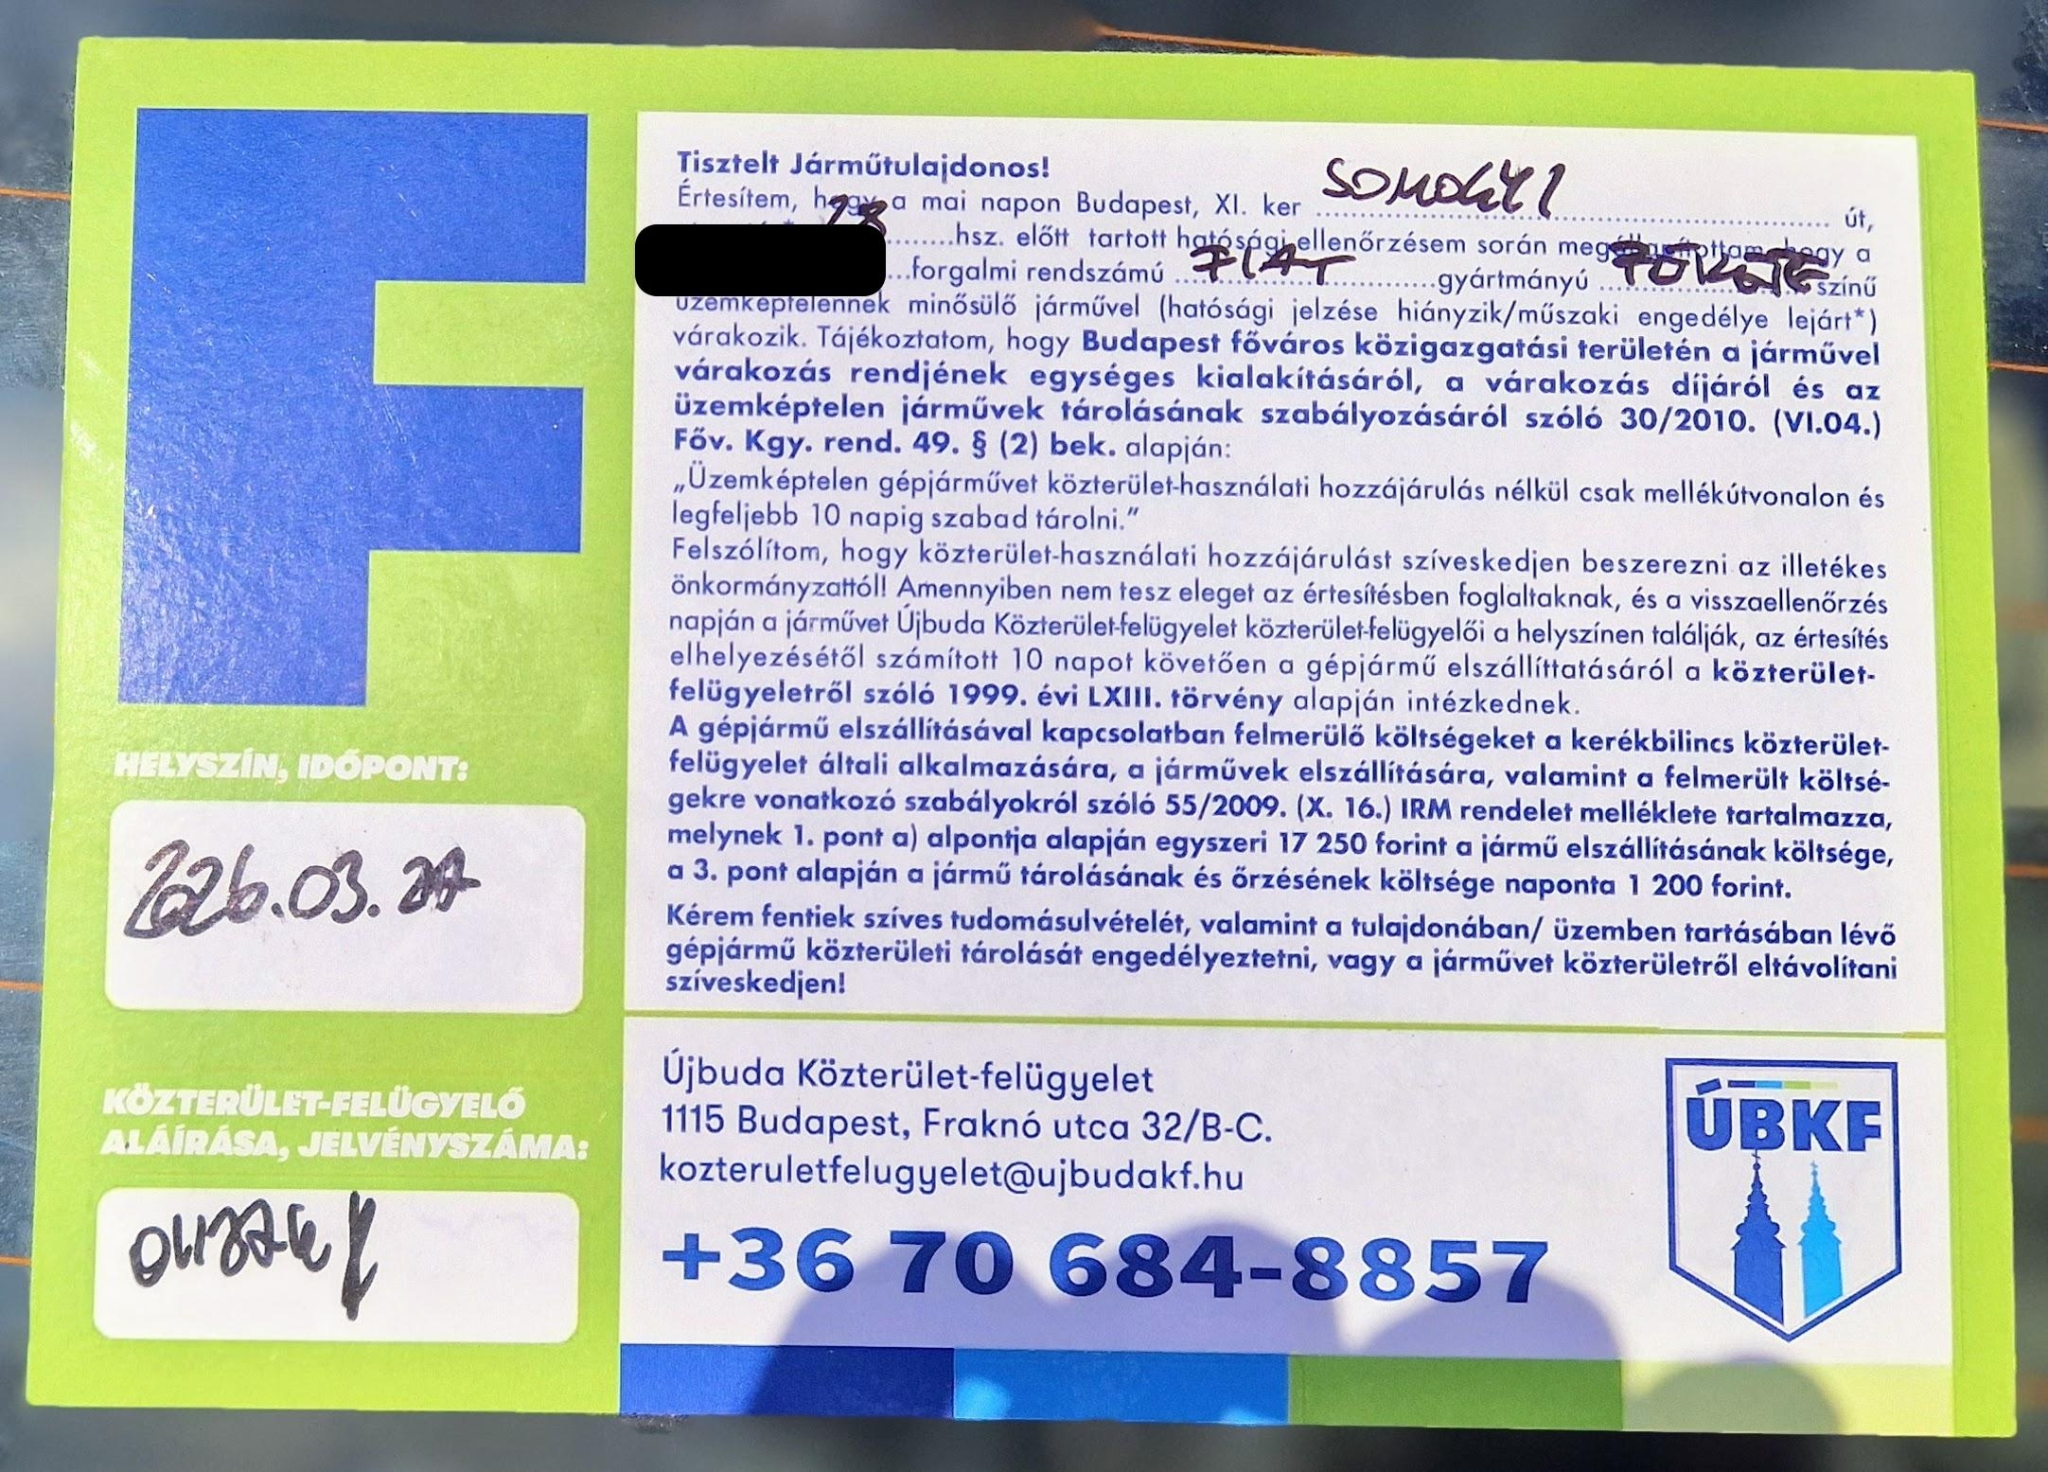 Tisztelt Járműtulajdonos!
Értesítem, hogy a mai napon Budapest, XI. ker SOMOGYI út,
28 hsz. előtt tartott hatósági ellenőrzésem során megállapítottam, hogy a
forgalmi rendszámú FIAT gyártmányú FEKETE színű
üzemképtelennek minősülő járművel (hatósági jelzése hiányzik/műszaki engedélye lejárt*)
várakozik. Tájékoztatom, hogy Budapest főváros közigazgatási területén a járművel
várakozás rendjének egységes kialakításáról, a várakozás díjáról és az
üzemképtelen járművek tárolásának szabályozásáról szóló 30/2010. (VI.04.)
Főv. Kgy. rend. 49. § (2) bek. alapján:
„Üzemképtelen gépjárművet közterület-használati hozzájárulás nélkül csak mellékútvonalon és
legfeljebb 10 napig szabad tárolni.”
Felszólítom, hogy közterület-használati hozzájárulást szíveskedjen beszerezni az illetékes
önkormányzattól! Amennyiben nem tesz eleget az értesítésben foglaltaknak, és a visszaellenőrzés
napján a járművet Újbuda Közterület-felügyelet közterület-felügyelői a helyszínen találják, az értesítés
elhelyezésétől számított 10 napot követően a gépjármű elszállíttatásáról a közterület-
felügyeletről szóló 1999. évi LXIII. törvény alapján intézkednek.
A gépjármű elszállításával kapcsolatban felmerülő költségeket a kerékbilincs közterület-
felügyelet általi alkalmazására, a járművek elszállítására, valamint a felmerült költsé-
gekre vonatkozó szabályokról szóló 55/2009. (X. 16.) IRM rendelet melléklete tartalmazza,
melynek 1. pont a) alpontja alapján egyszeri 17 250 forint a jármű elszállításának költsége,
a 3. pont alapján a jármű tárolásának és őrzésének költsége naponta 1 200 forint.
Kérem fentiek szíves tudomásulvételét, valamint a tulajdonában/ üzemben tartásában lévő
gépjármű közterületi tárolását engedélyeztetni, vagy a járművet közterületről eltávolítani
szíveskedjen!
HELYSZÍN, IDŐPONT:
2026.03.27
KÖZTERÜLET-FELÜGYELŐ
ALÁÍRÁSA, JELVÉNYSZÁMA:
Újbuda Közterület-felügyelet
1115 Budapest, Fraknó utca 32/B-C.
kozteruletfelugyelet@ujbudakf.hu
+36 70 684-8857
ÚBKF